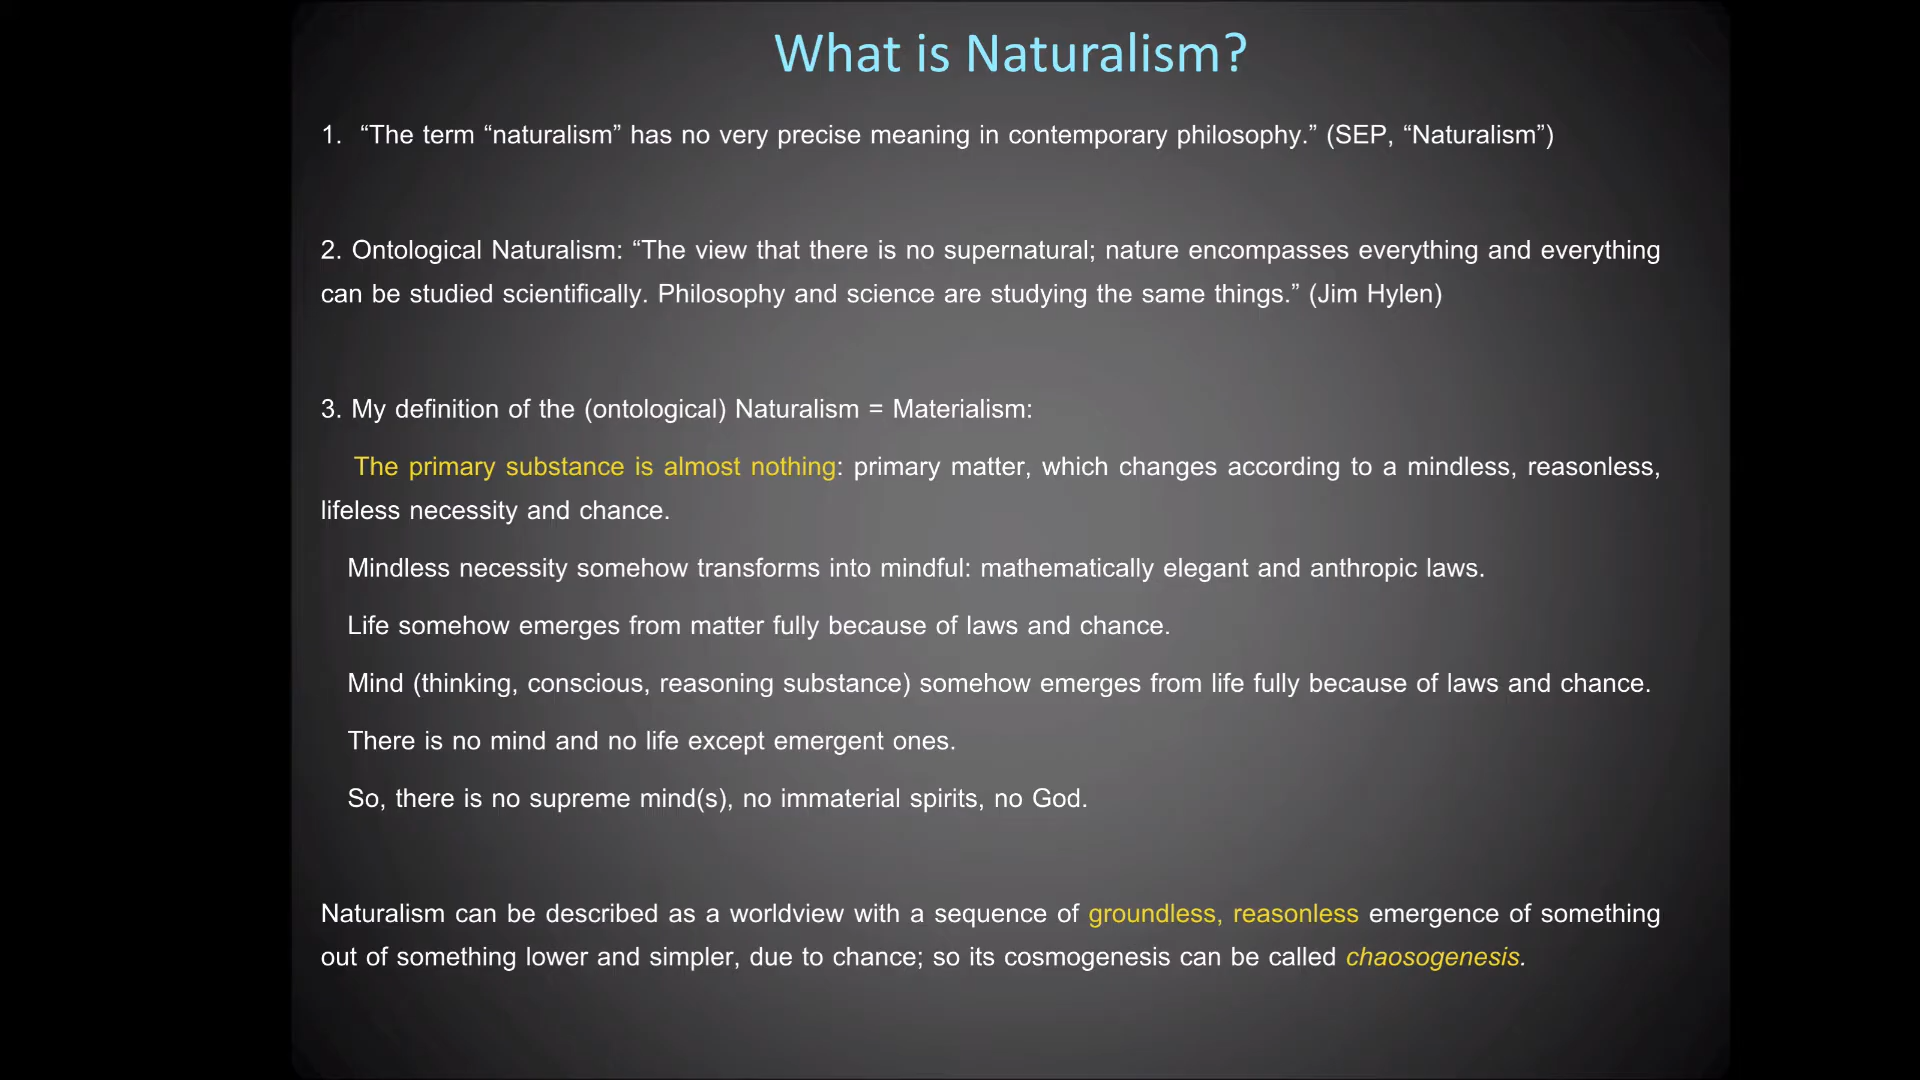 What is Naturalism?
1. “The term “naturalism” has no very precise meaning in contemporary philosophy.” (SEP, “Naturalism”)
2. Ontological Naturalism: “The view that there is no supernatural; nature encompasses everything and everything
can be studied scientifically. Philosophy and science are studying the same things.” (Jim Hylen)
3. My definition of the (ontological) Naturalism = Materialism:
The primary substance is almost nothing: primary matter, which changes according to a mindless, reasonless,
lifeless necessity and chance.
Mindless necessity somehow transforms into mindful: mathematically elegant and anthropic laws.
Life somehow emerges from matter fully because of laws and chance.
Mind (thinking, conscious, reasoning substance) somehow emerges from life fully because of laws and chance.
There is no mind and no life except emergent ones.
So, there is no supreme mind(s), no immaterial spirits, no God.
Naturalism can be described as a worldview with a sequence of groundless, reasonless emergence of something
out of something lower and simpler, due to chance; so its cosmogenesis can be called chaosogenesis.